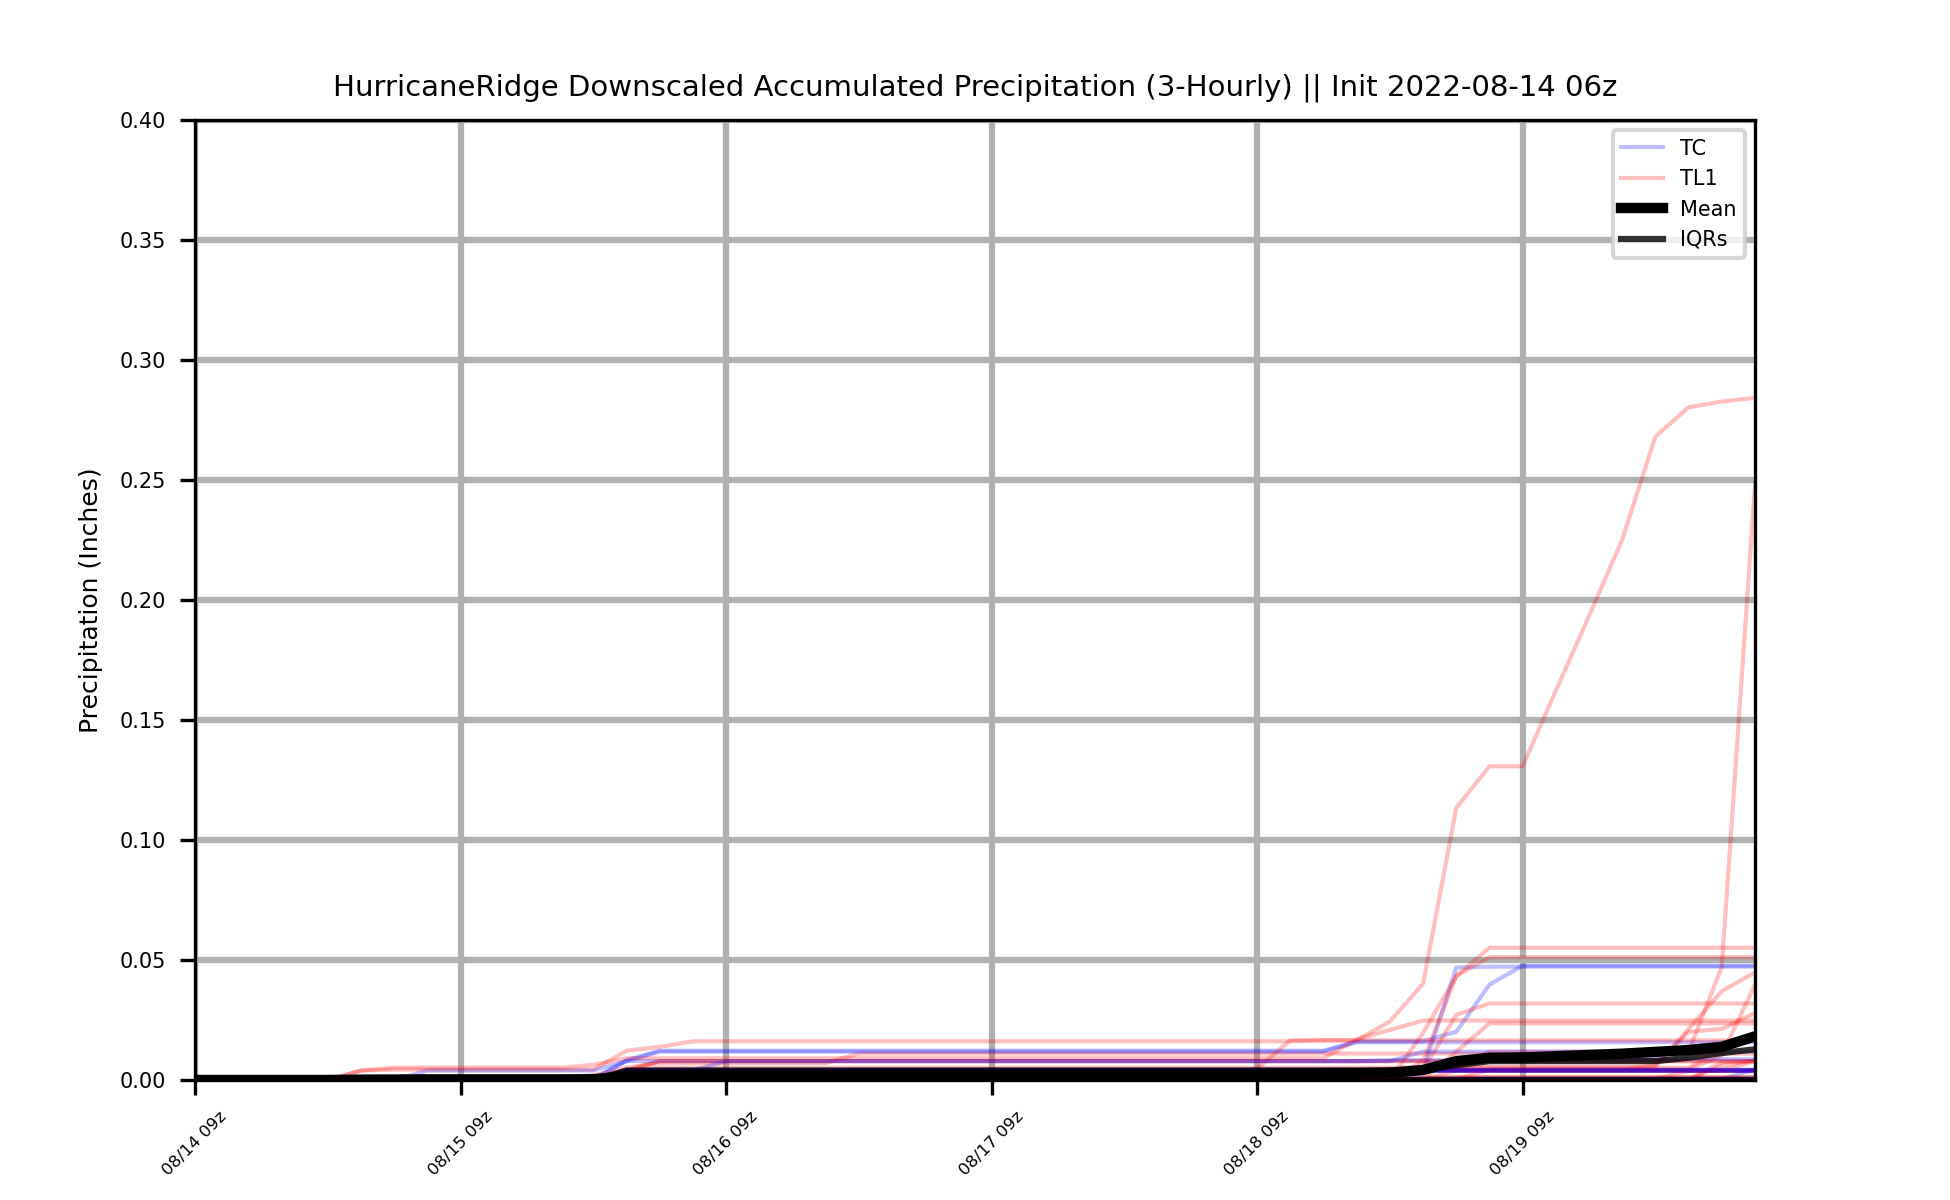 HurricaneRidge Downscaled Accumulated Precipitation (3-Hourly) || Init 2022-08-14 06z
TC
TL1
Mean
IQRs
Precipitation (Inches)
0.40
0.35
0.30
0.25
0.20
0.15
0.10
0.05
0.00
08/14 09z
08/15 09z
08/16 09z
08/17 09z
08/18 09z
08/19 09z